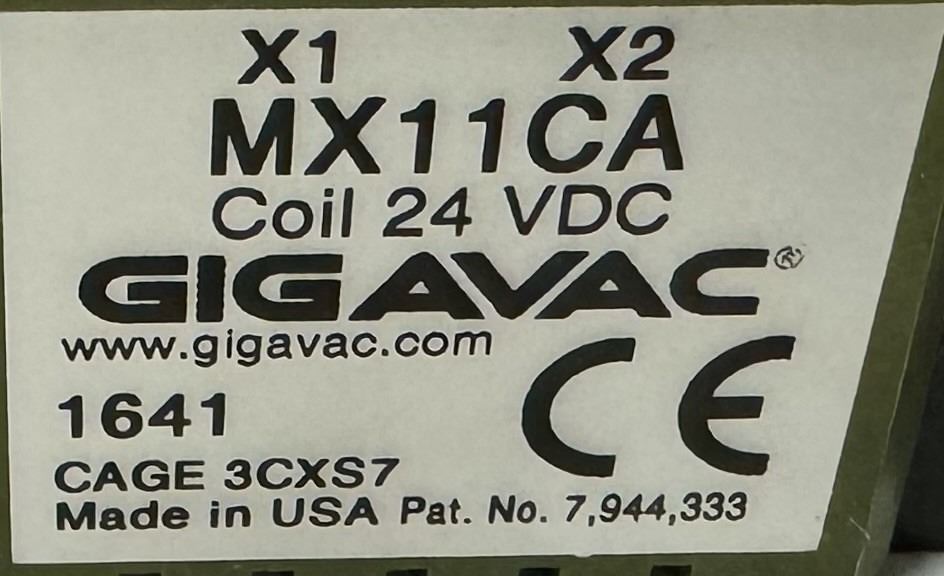 X1 X2
MX11CA
Coil 24 VDC
GIGAVAC®
www.gigavac.com
CE
1641
CAGE 3CXS7
Made in USA Pat. No. 7,944,333